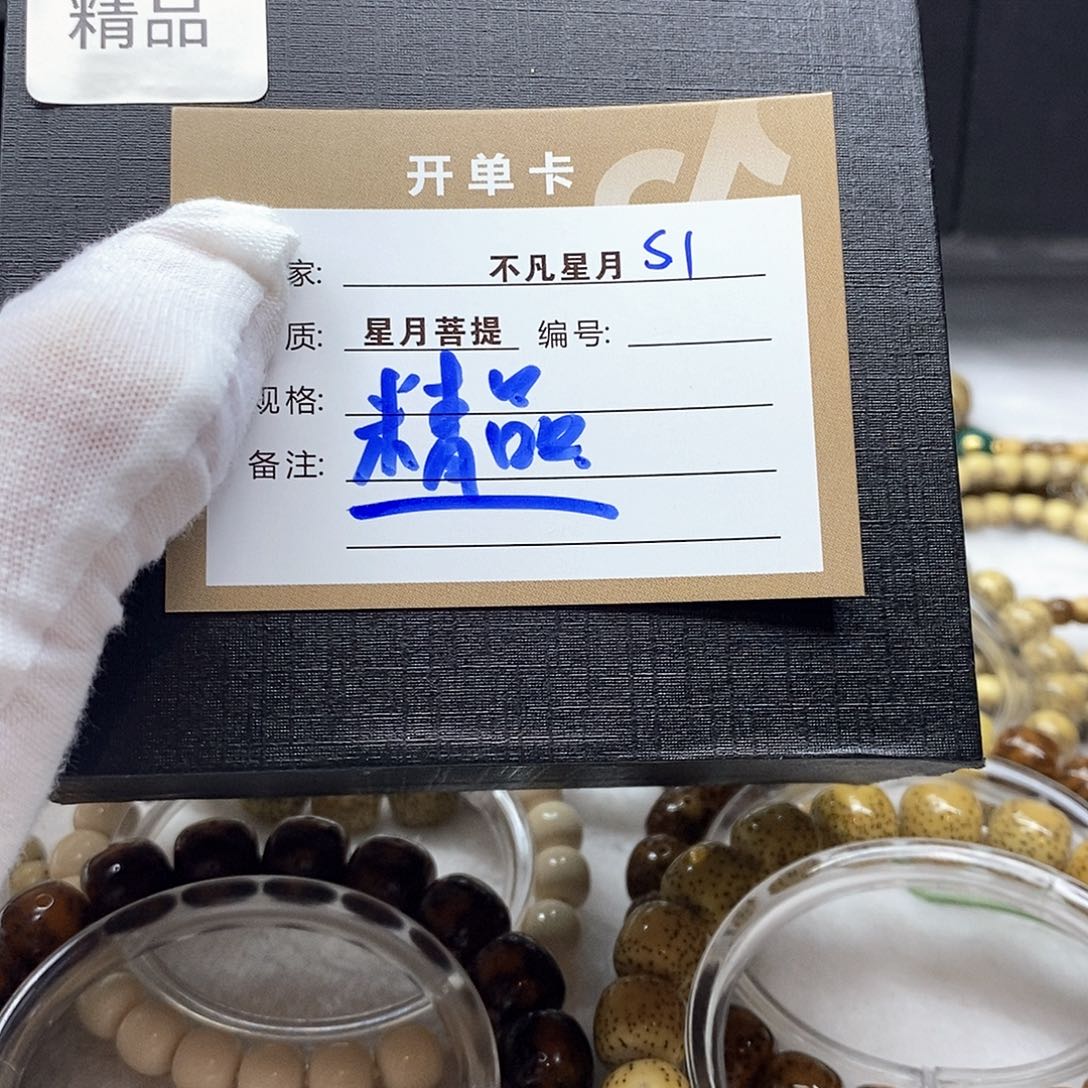 精品
开单卡
家: 不凡星月 S1
质: 星月菩提 编号:
规格: 精品
备注: